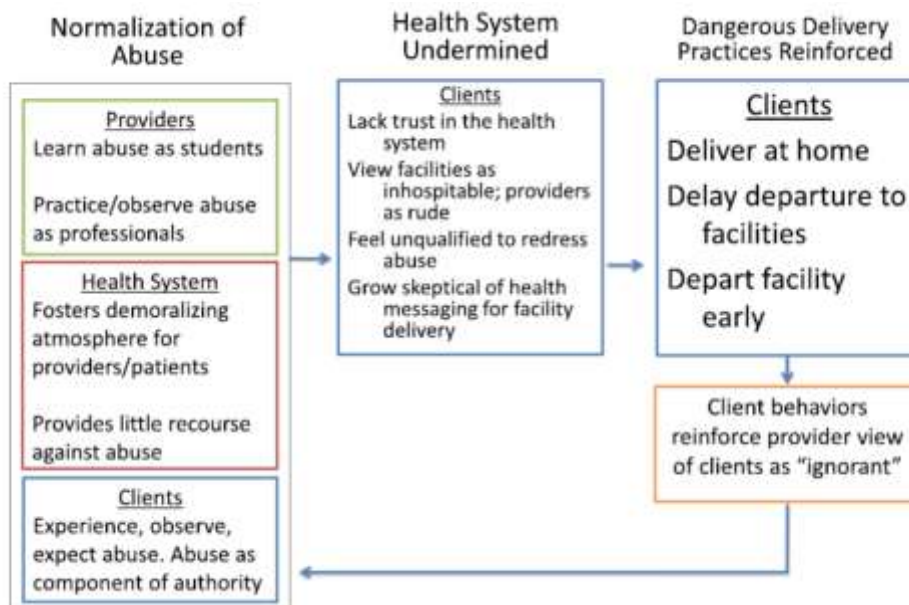 Normalization of
Abuse
Providers
Learn abuse as students
Practice/observe abuse
as professionals
Health System
Fosters demoralizing
atmosphere for
providers/patients
Provides little recourse
against abuse
Clients
Experience, observe,
expect abuse. Abuse as
component of authority
Health System
Undermined
Clients
Lack trust in the health
system
View facilities as
inhospitable; providers
as rude
Feel unqualified to redress
abuse
Grow skeptical of health
messaging for facility
delivery
Dangerous Delivery
Practices Reinforced
Clients
Deliver at home
Delay departure to
facilities
Depart facility
early
Client behaviors
reinforce provider view
of clients as “ignorant”